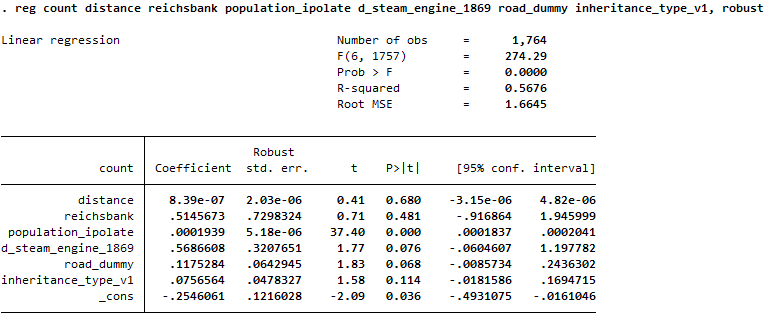 . reg count distance reichsbank population_ipolate d_steam_engine_1869 road_dummy inheritance_type_v1, robust
Linear regression Number of obs = 1,764
F(6, 1757) = 274.29
Prob > F = 0.0000
R-squared = 0.5676
Root MSE = 1.6645
Robust
count Coefficient std. err. t P>|t| [95% conf. interval]
distance 8.39e-07 2.03e-06 0.41 0.680 -3.15e-06 4.82e-06
reichsbank .5145673 .7298324 0.71 0.481 -.916864 1.945999
population_ipolate .0001939 5.18e-06 37.40 0.000 .0001837 .0002041
d_steam_engine_1869 .5686608 .3207651 1.77 0.076 -.0604607 1.197782
road_dummy .1175284 .0642945 1.83 0.068 -.0085734 .2436302
inheritance_type_v1 .0756564 .0478327 1.58 0.114 -.0181586 .1694715
_cons -.2546061 .1216028 -2.09 0.036 -.4931075 -.0161046